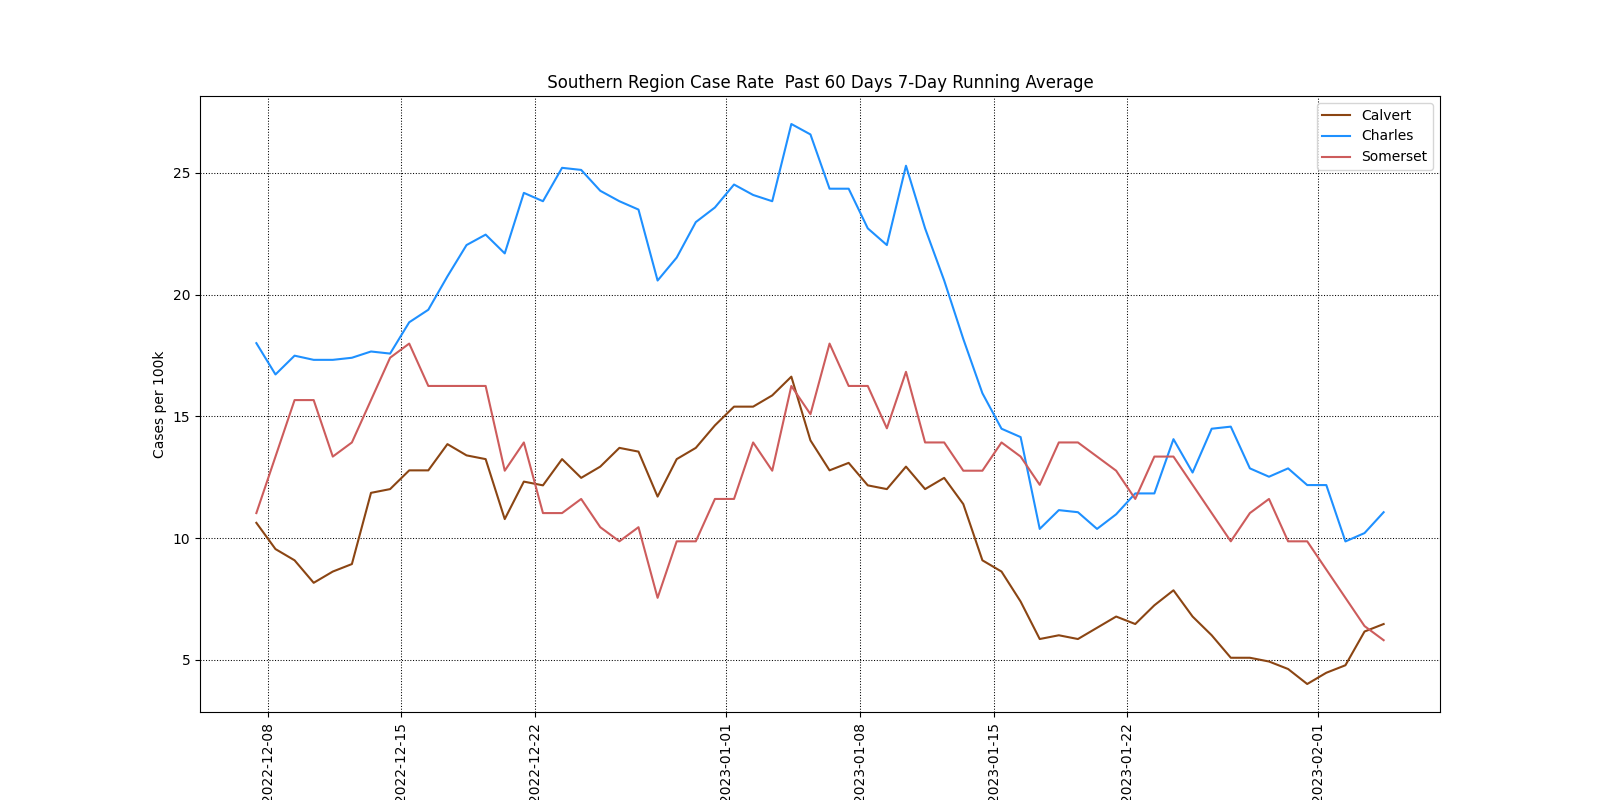 Southern Region Case Rate  Past 60 Days 7-Day Running Average
Calvert
Charles
Somerset
Cases per 100k
25
20
15
10
5
2022-12-08
2022-12-15
2022-12-22
2023-01-01
2023-01-08
2023-01-15
2023-01-22
2023-02-01